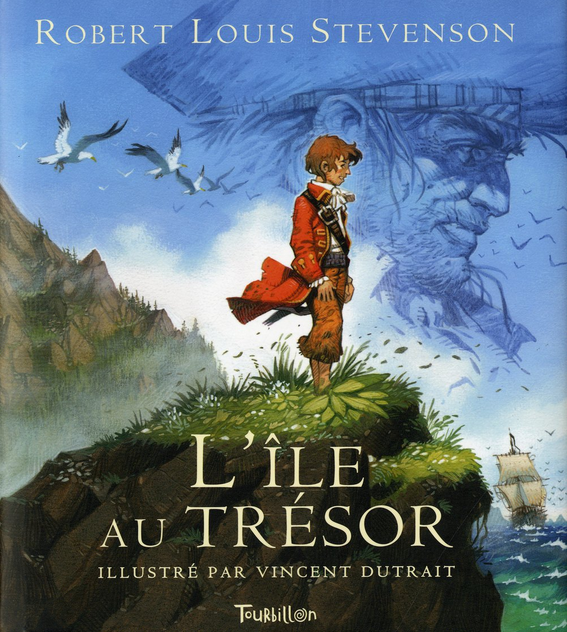 ROBERT LOUIS STEVENSON
L'ÎLE
AU TRÉSOR
ILLUSTRÉ PAR VINCENT DUTRAIT
TOURBILLON